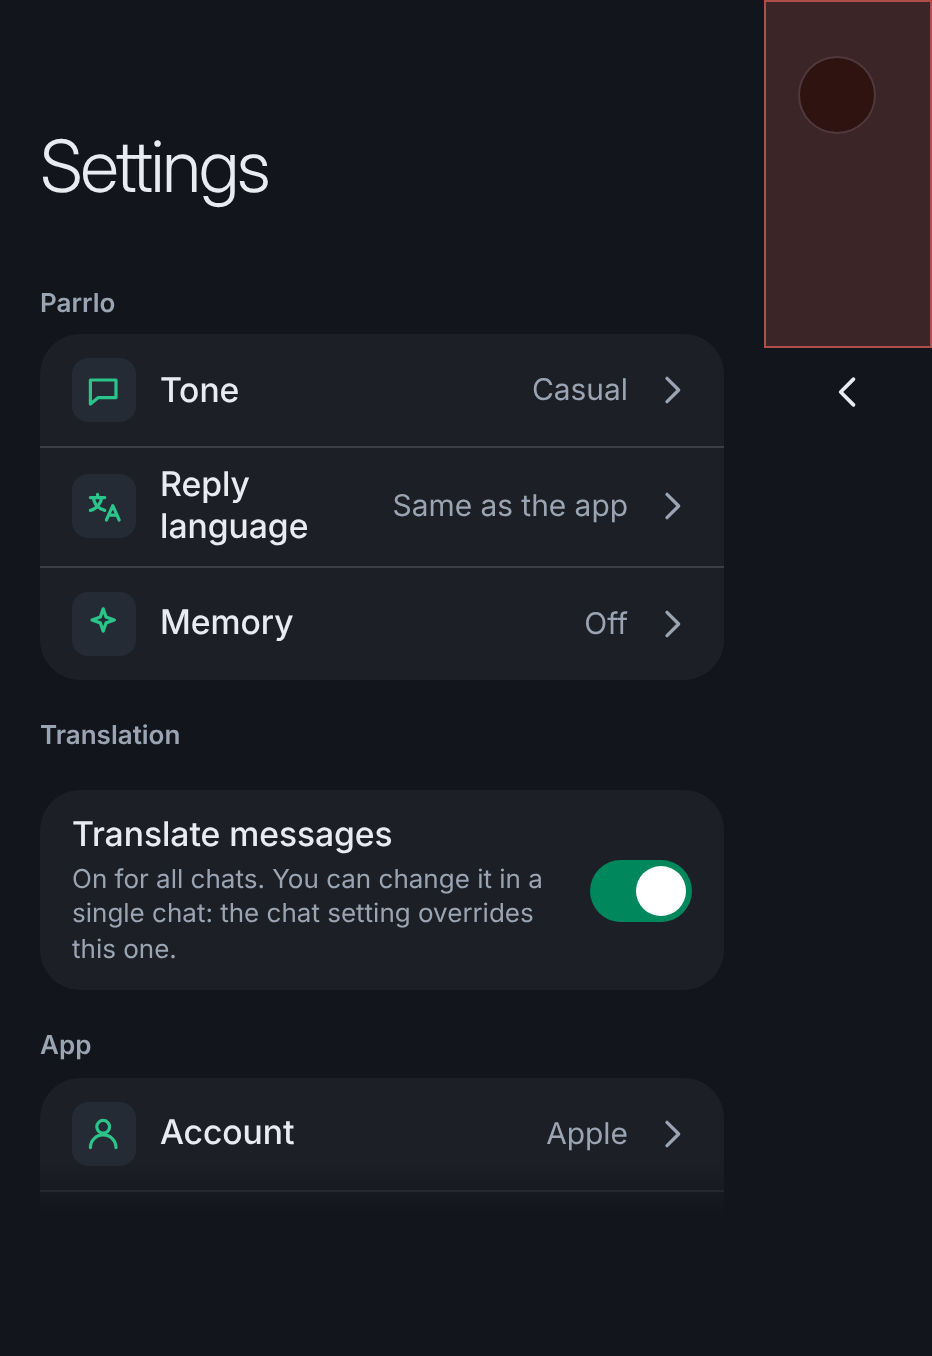 Settings
Parrlo
Tone
Casual
Reply
language
Same as the app
Memory
Off
Translation
Translate messages
On for all chats. You can change it in a
single chat: the chat setting overrides
this one.
App
Account
Apple